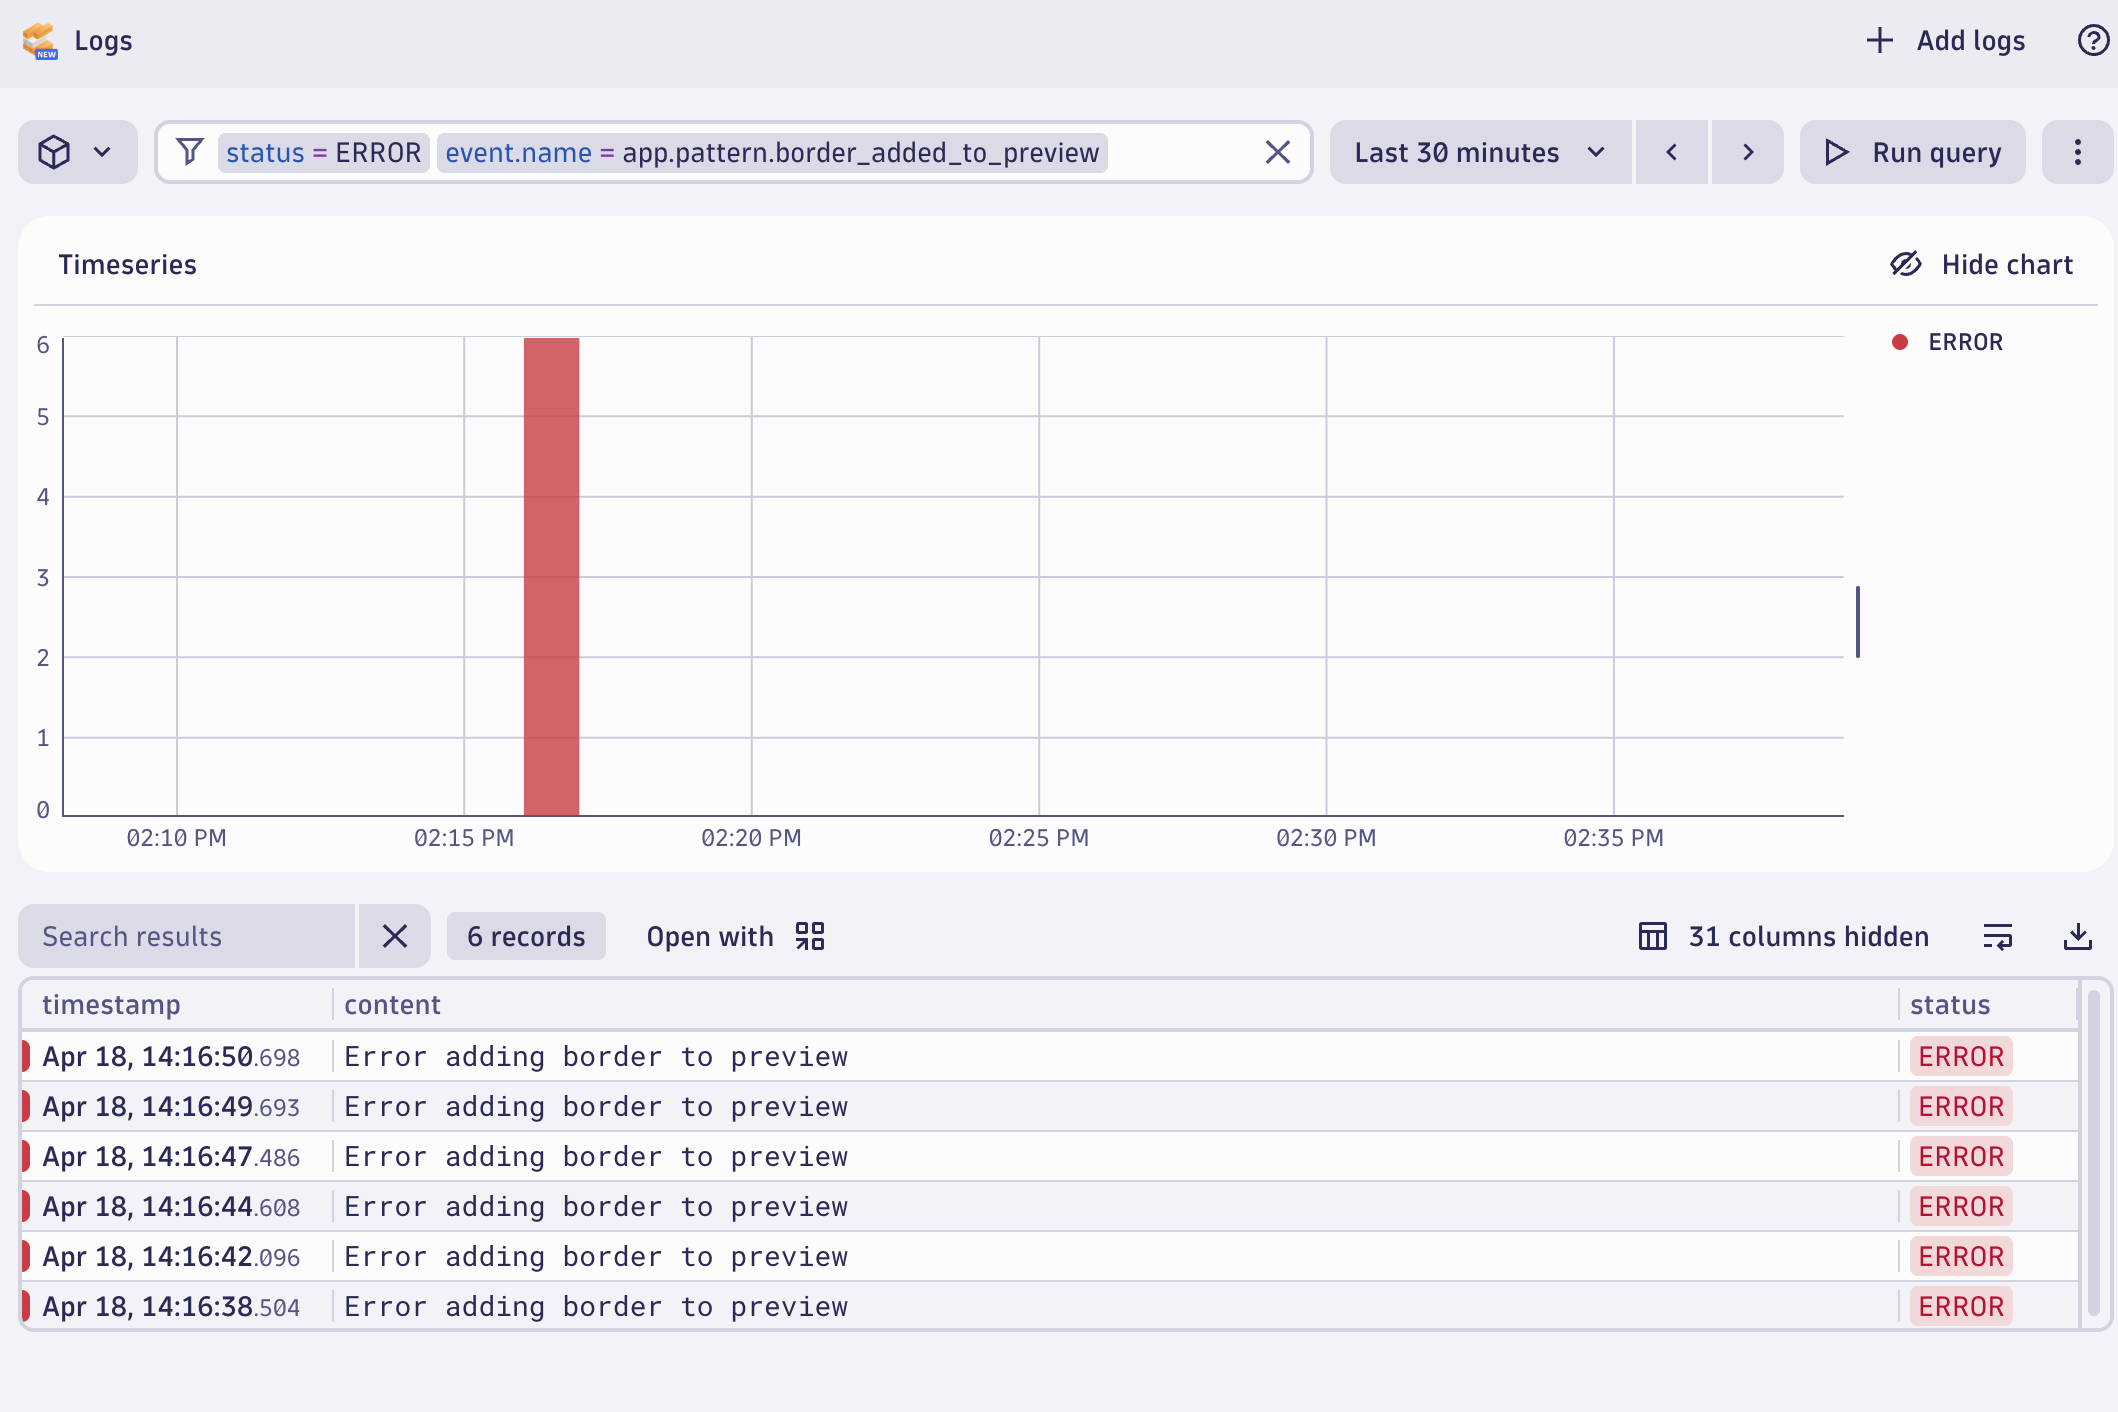 NEW
Logs
Add logs
status = ERROR event.name = app.pattern.border_added_to_preview
Last 30 minutes
Run query
Timeseries
Hide chart
ERROR
6
5
4
3
2
1
0
02:10 PM 02:15 PM 02:20 PM 02:25 PM 02:30 PM 02:35 PM
Search results
6 records
Open with
31 columns hidden
timestamp content status
Apr 18, 14:16:50.698 Error adding border to preview ERROR
Apr 18, 14:16:49.693 Error adding border to preview ERROR
Apr 18, 14:16:47.486 Error adding border to preview ERROR
Apr 18, 14:16:44.608 Error adding border to preview ERROR
Apr 18, 14:16:42.096 Error adding border to preview ERROR
Apr 18, 14:16:38.504 Error adding border to preview ERROR